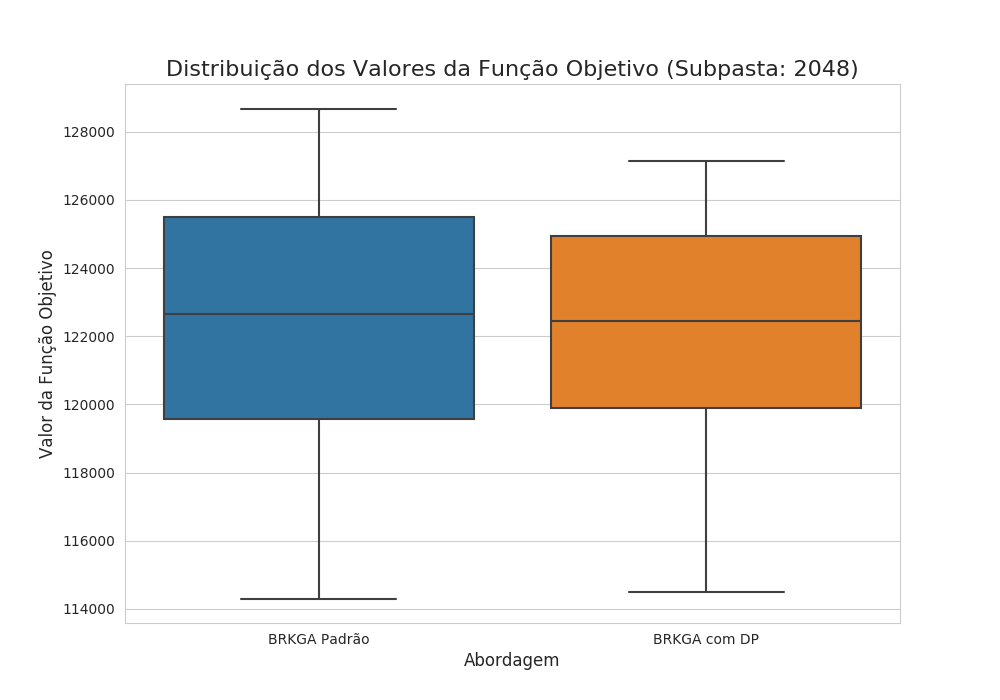 Distribuição dos Valores da Função Objetivo (Subpasta: 2048)
Valor da Função Objetivo
128000
126000
124000
122000
120000
118000
116000
114000
BRKGA Padrão
BRKGA com DP
Abordagem